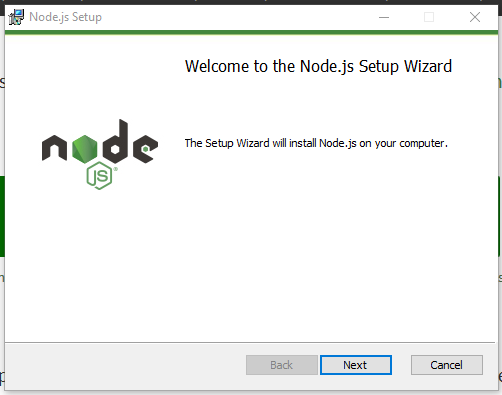 Node.js Setup
Welcome to the Node.js Setup Wizard
node
JS®
The Setup Wizard will install Node.js on your computer.
Back
Next
Cancel